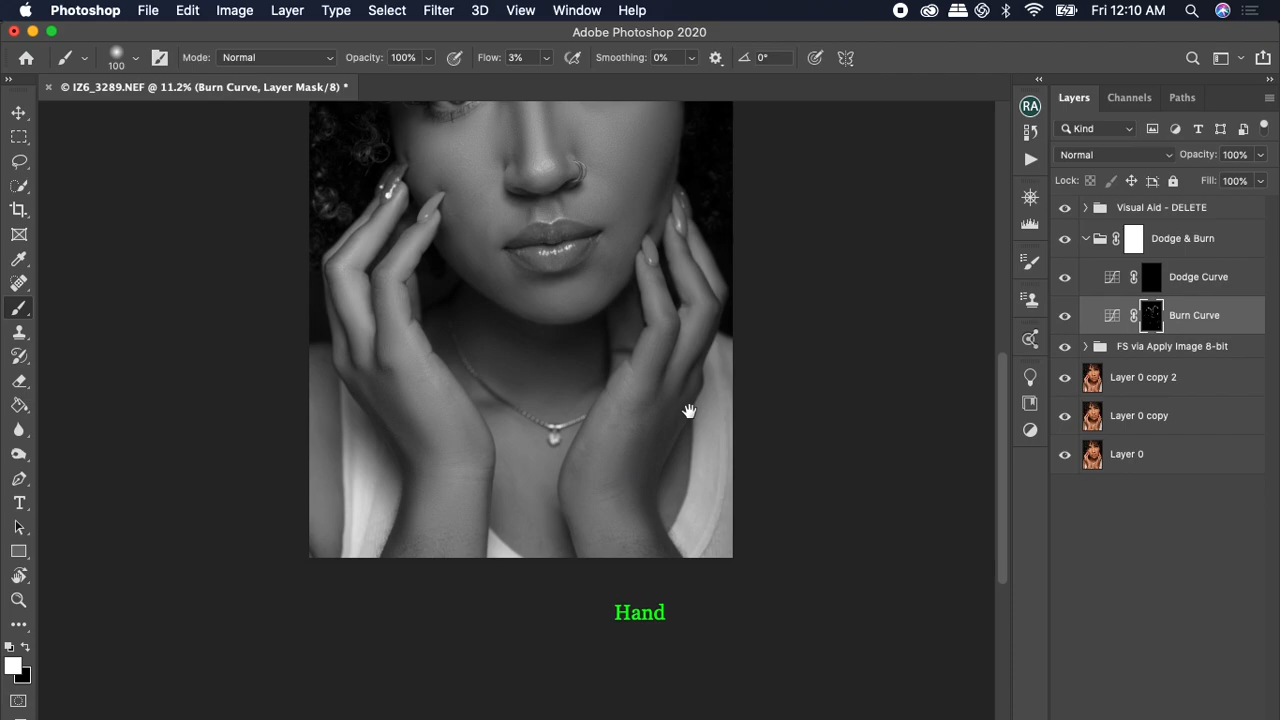 Photoshop File Edit Image Layer Type Select Filter 3D View Window Help Fri 12:10 AM
Adobe Photoshop 2020
100 Mode: Normal Opacity: 100% Flow: 3% Smoothing: 0% 0°
© IZ6_3289.NEF @ 11.2% (Burn Curve, Layer Mask/8) *
Layers Channels Paths
RA
Kind
Normal Opacity: 100%
Lock: Fill: 100%
Visual Aid - DELETE
Dodge & Burn
Dodge Curve
Burn Curve
FS via Apply Image 8-bit
Layer 0 copy 2
Layer 0 copy
Layer 0
Hand